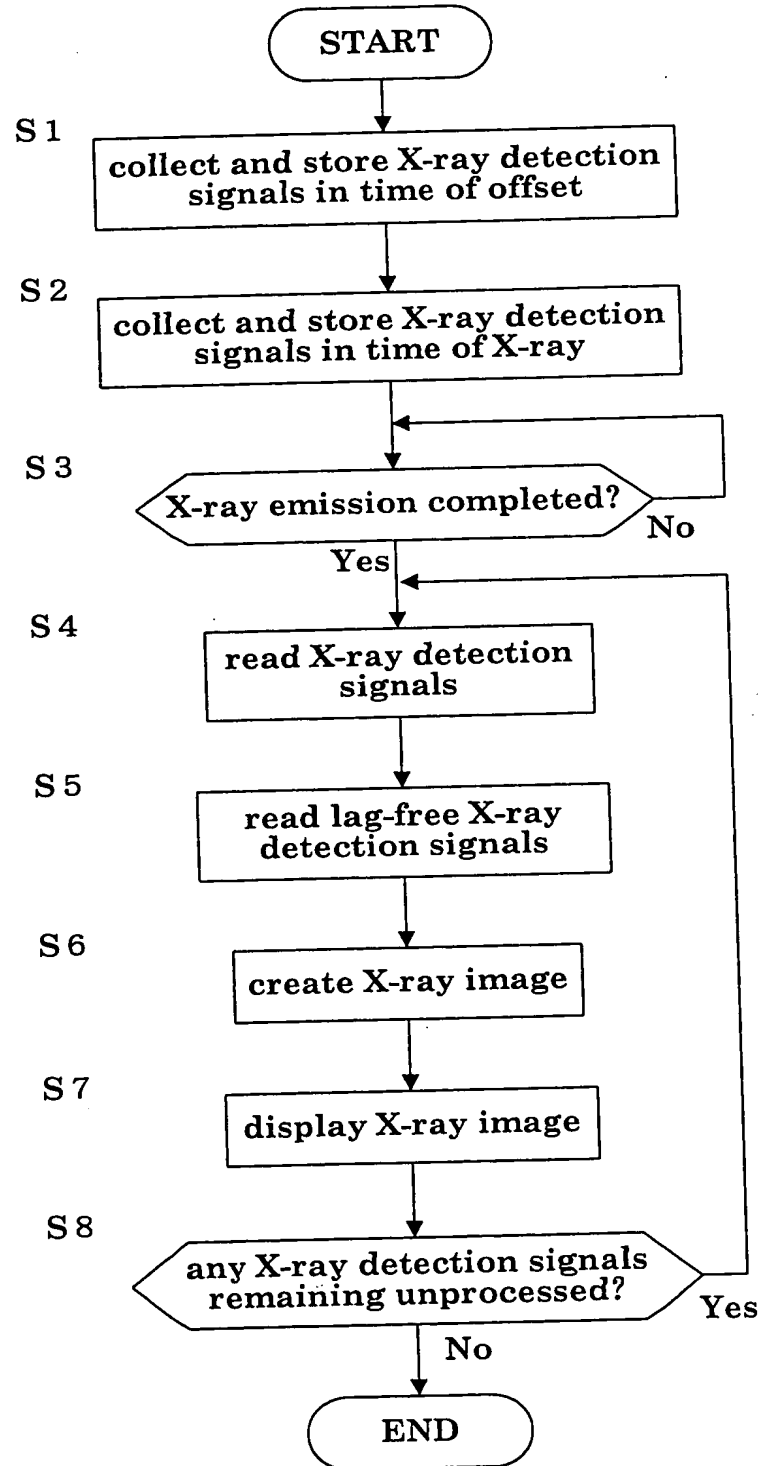 START
S1
collect and store X-ray detection
signals in time of offset
S2
collect and store X-ray detection
signals in time of X-ray
S3
X-ray emission completed?
No
Yes
S4
read X-ray detection
signals
S5
read lag-free X-ray
detection signals
S6
create X-ray image
S7
display X-ray image
S8
any X-ray detection signals
remaining unprocessed?
Yes
No
END